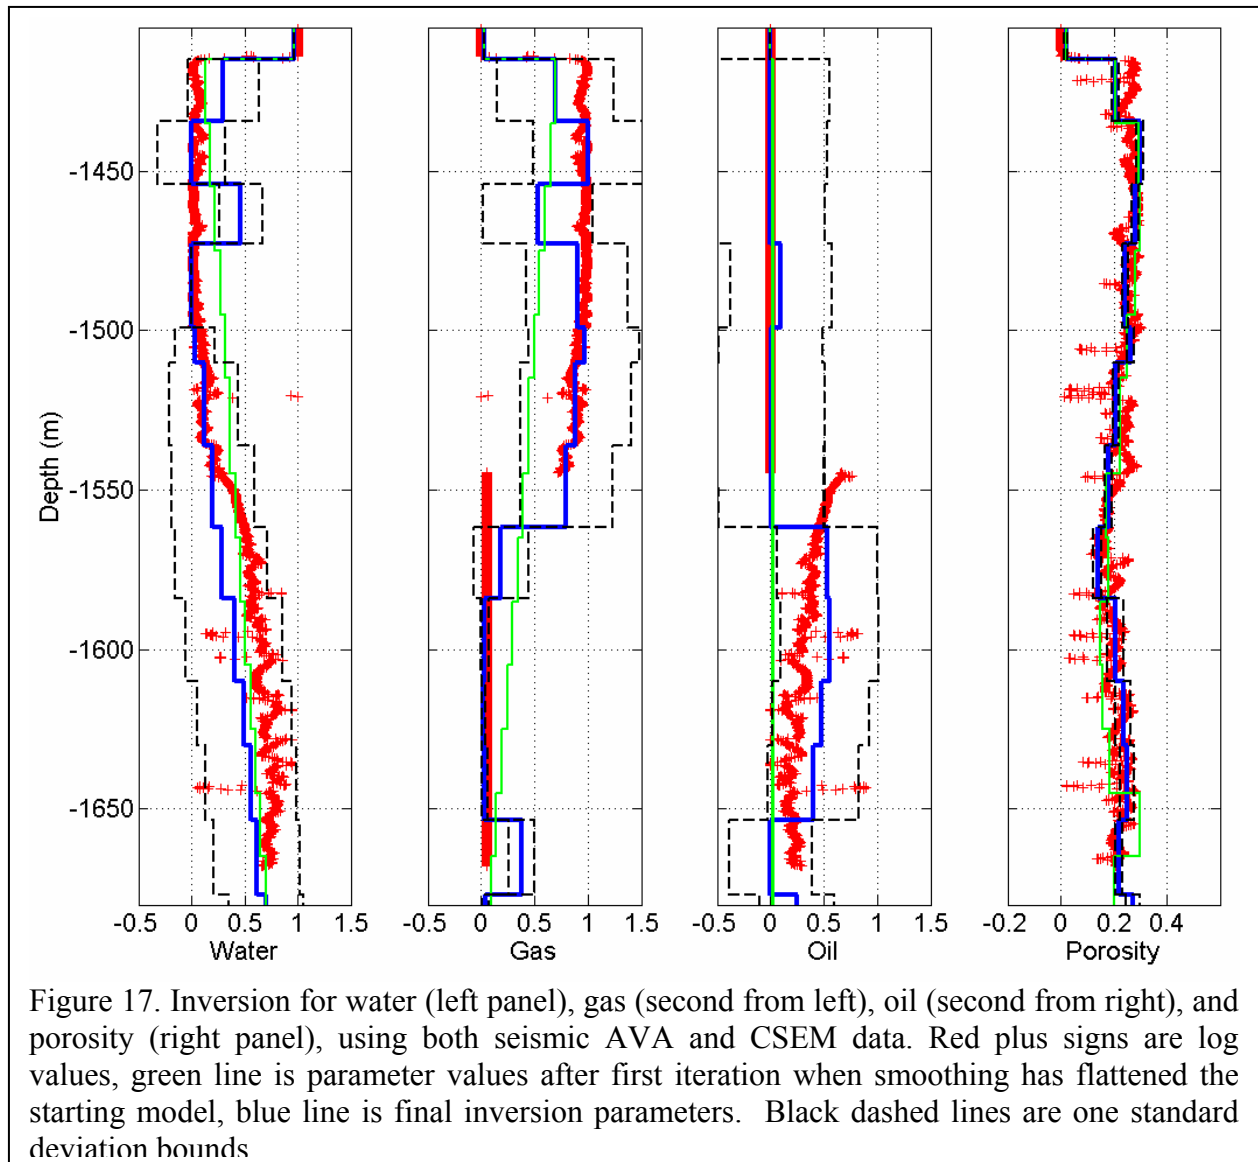 -1450
-1500
-1550
-1600
-1650
Depth (m)
-0.5 0 0.5 1 1.5
Water
-0.5 0 0.5 1 1.5
Gas
-0.5 0 0.5 1 1.5
Oil
-0.2 0 0.2 0.4
Porosity
Figure 17. Inversion for water (left panel), gas (second from left), oil (second from right), and
porosity (right panel), using both seismic AVA and CSEM data. Red plus signs are log
values, green line is parameter values after first iteration when smoothing has flattened the
starting model, blue line is final inversion parameters. Black dashed lines are one standard
deviation bounds